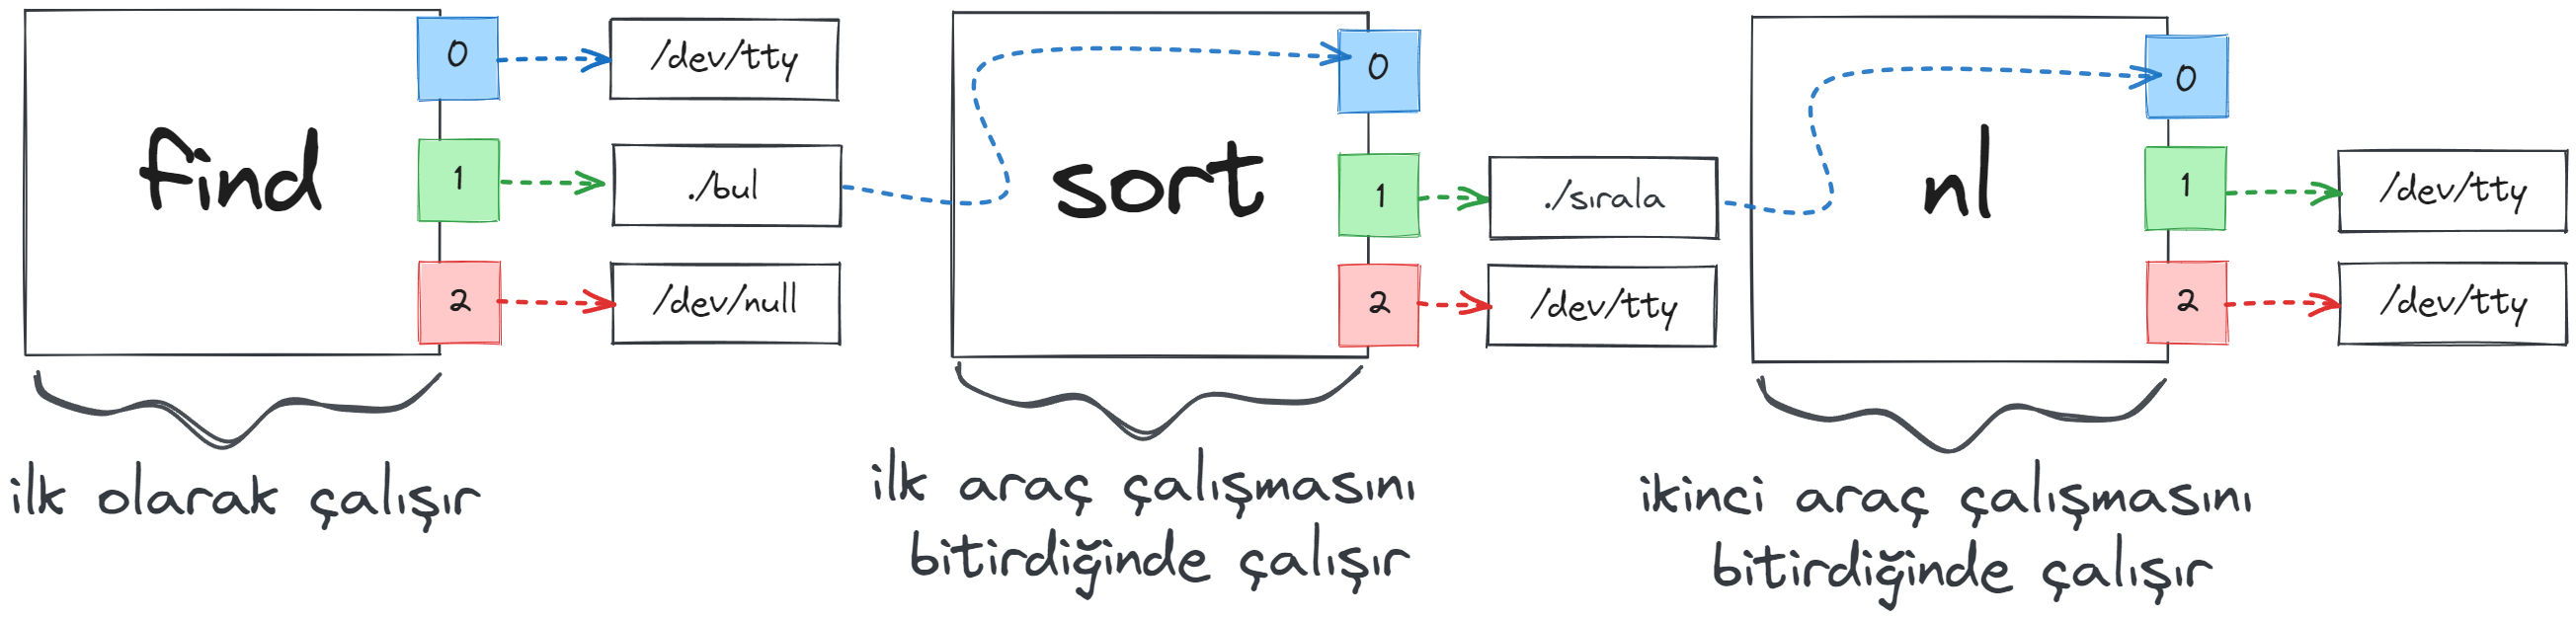 find
0
/dev/tty
1
./bul
2
/dev/null
ilk olarak çalışır
sort
0
1
./sırala
2
/dev/tty
ilk araç çalışmasını
bitirdiğinde çalışır
nl
0
1
/dev/tty
2
/dev/tty
ikinci araç çalışmasını
bitirdiğinde çalışır